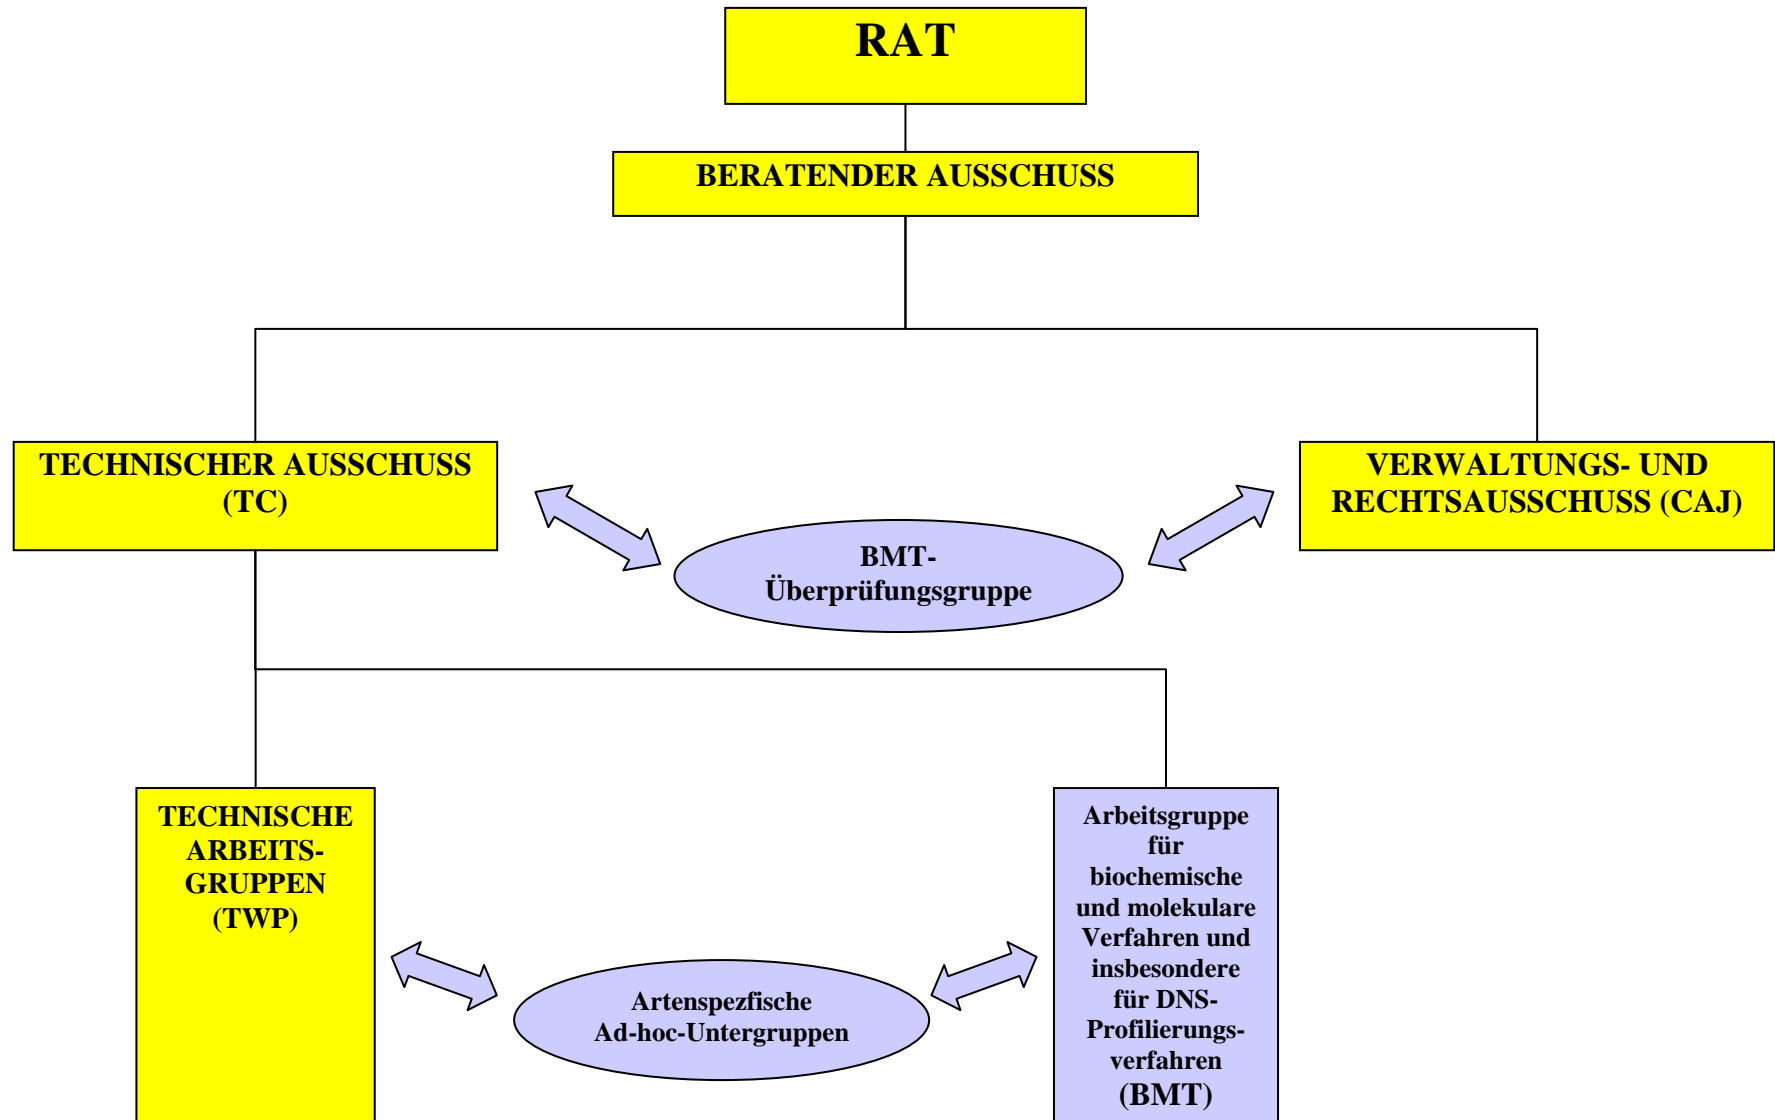 RAT
BERATENDER AUSSCHUSS
TECHNISCHER AUSSCHUSS
(TC)
VERWALTUNGS- UND
RECHTSAUSSCHUSS (CAJ)
BMT-
Überprüfungsgruppe
TECHNISCHE
ARBEITS-
GRUPPEN
(TWP)
Artenspezfische
Ad-hoc-Untergruppen
Arbeitsgruppe
für
biochemische
und molekulare
Verfahren und
insbesondere
für DNS-
Profilierungs-
verfahren
(BMT)